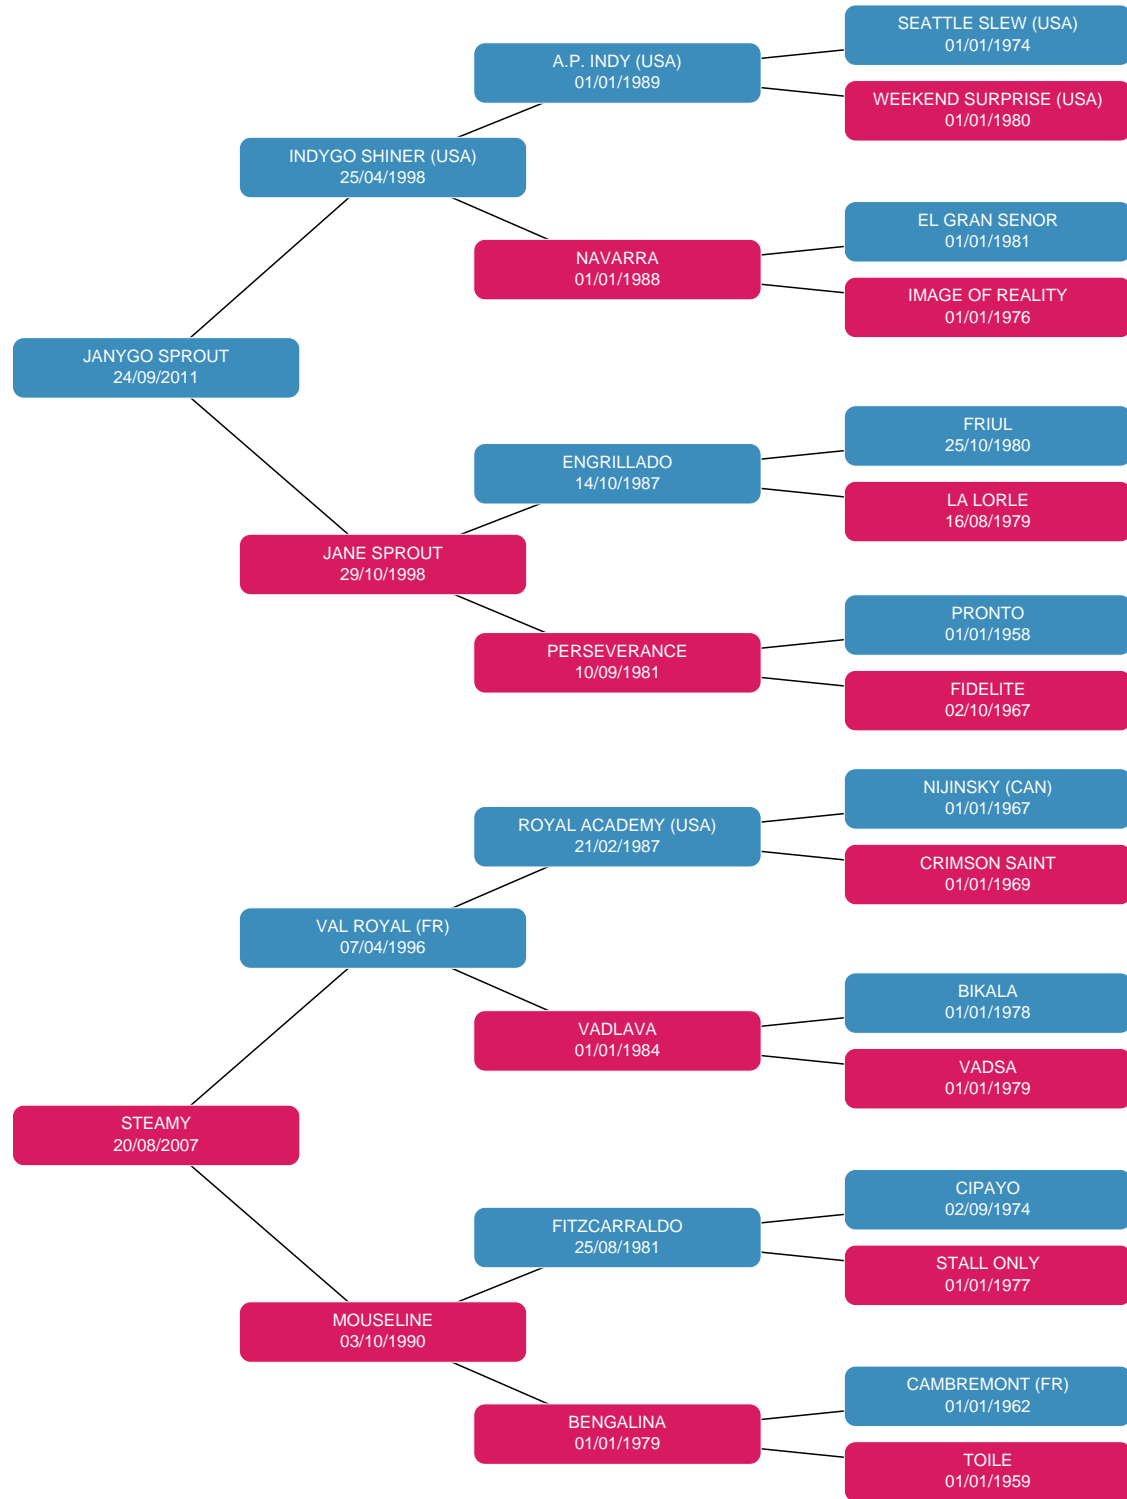 SEATTLE SLEW (USA)
01/01/1974
A.P. INDY (USA)
01/01/1989
WEEKEND SURPRISE (USA)
01/01/1980
INDYGO SHINER (USA)
25/04/1998
EL GRAN SENOR
01/01/1981
NAVARRA
01/01/1988
IMAGE OF REALITY
01/01/1976
JANYGO SPROUT
24/09/2011
FRIUL
25/10/1980
ENGRILLADO
14/10/1987
LA LORLE
16/08/1979
JANE SPROUT
29/10/1998
PRONTO
01/01/1958
PERSEVERANCE
10/09/1981
FIDELITE
02/10/1967
NIJINSKY (CAN)
01/01/1967
ROYAL ACADEMY (USA)
21/02/1987
CRIMSON SAINT
01/01/1969
VAL ROYAL (FR)
07/04/1996
BIKALA
01/01/1978
VADLAVA
01/01/1984
VADSA
01/01/1979
STEAMY
20/08/2007
CIPAYO
02/09/1974
FITZCARRALDO
25/08/1981
STALL ONLY
01/01/1977
MOUSELINE
03/10/1990
CAMBREMONT (FR)
01/01/1962
BENGALINA
01/01/1979
TOILE
01/01/1959